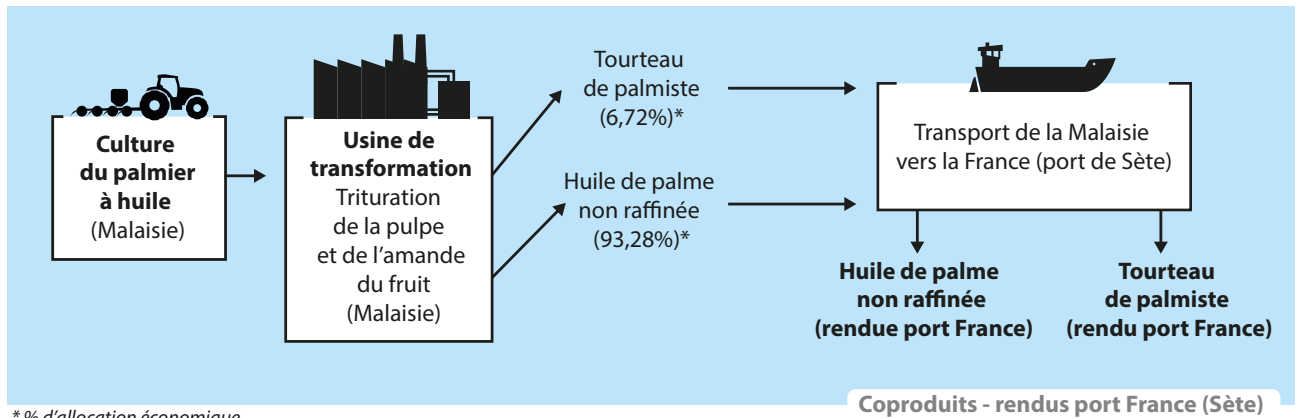 Culture
du palmier
à huile
(Malaisie)
Usine de
transformation
Trituration
de la pulpe
et de l'amande
du fruit
(Malaisie)
Tourteau
de palmiste
(6,72%)*
Huile de palme
non raffinée
(93,28%)*
Transport de la Malaisie
vers la France (port de Sète)
Huile de palme
non raffinée
(rendue port France)
Tourteau
de palmiste
(rendu port France)
* % d'allocation économique
Coproduits - rendus port France (Sète)